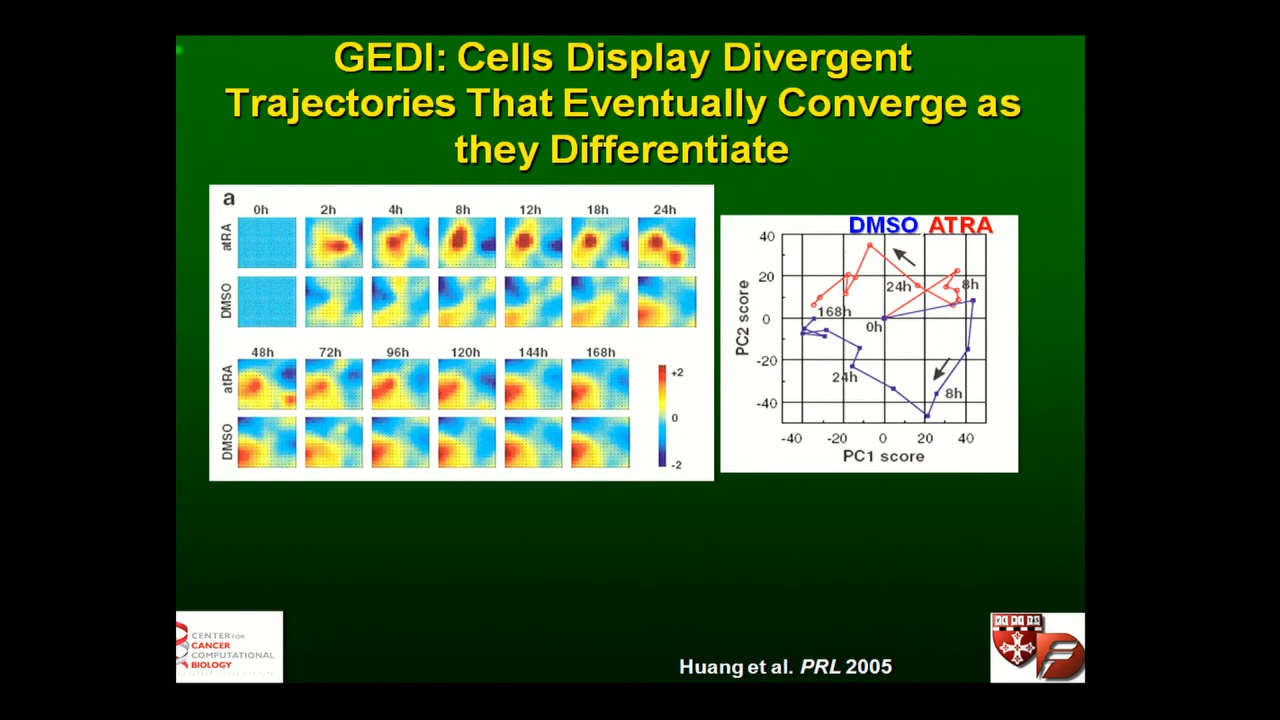 GEDI: Cells Display Divergent
Trajectories That Eventually Converge as
they Differentiate
a
0h 2h 4h 8h 12h 18h 24h
atRA
DMSO
48h 72h 96h 120h 144h 168h
atRA
DMSO
+2
0
-2
DMSO ATRA
40
20
0
-20
-40
PC2 score
24h
8h
168h
0h
24h
8h
-40 -20 0 20 40
PC1 score
CENTER FOR
CANCER
COMPUTATIONAL
BIOLOGY
Huang et al. PRL 2005